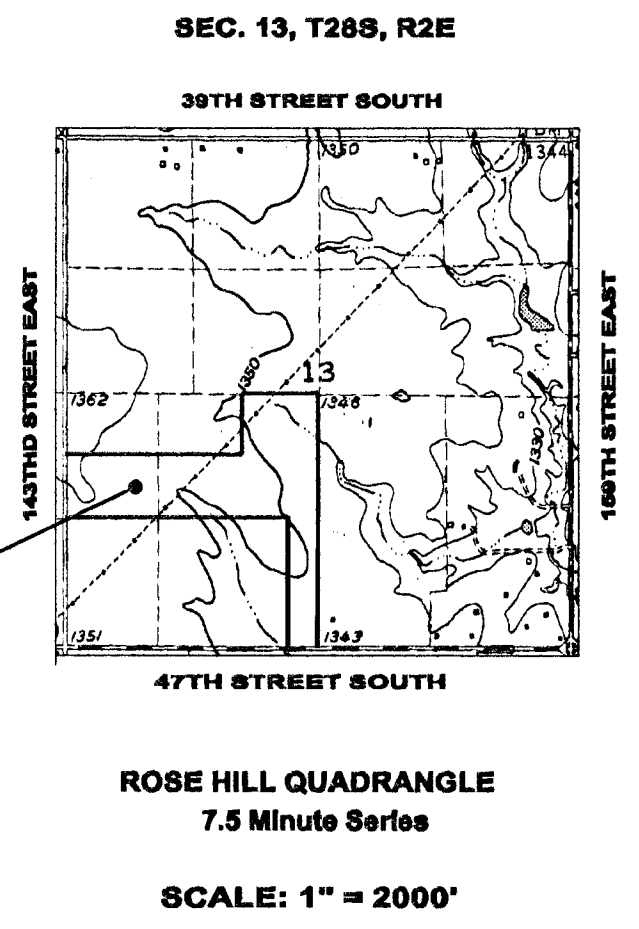 SEC. 13, T28S, R2E
39TH STREET SOUTH
1350
1344
143THD STREET EAST
159TH STREET EAST
13
1350
1362
1346
1330
1351
1343
47TH STREET SOUTH
ROSE HILL QUADRANGLE
7.5 Minute Series
SCALE: 1" = 2000'